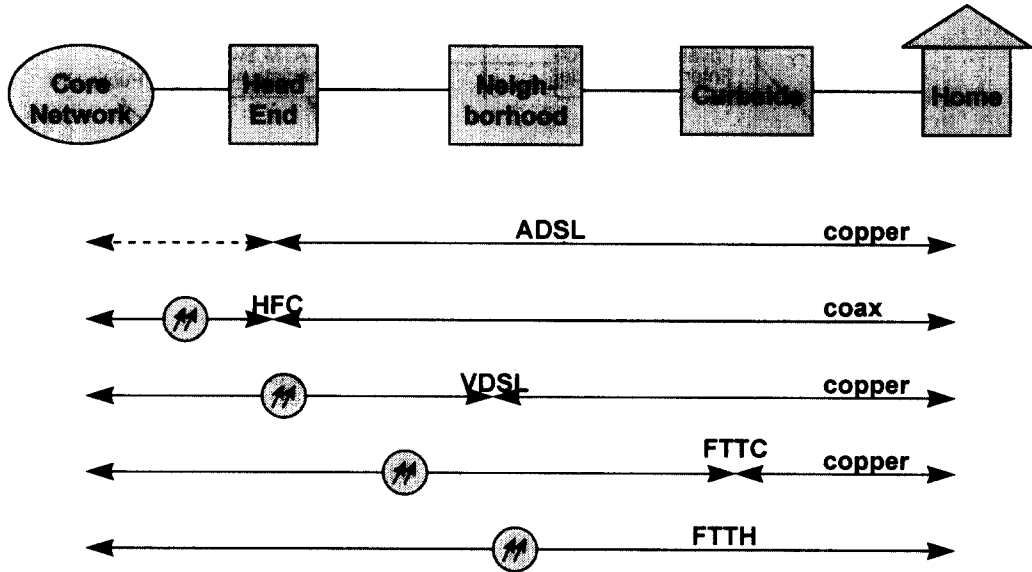 Core
Network
Head
End
Neigh-
borhood
Curbside
Home
ADSL
copper
HFC
coax
VDSL
copper
FTTC
copper
FTTH